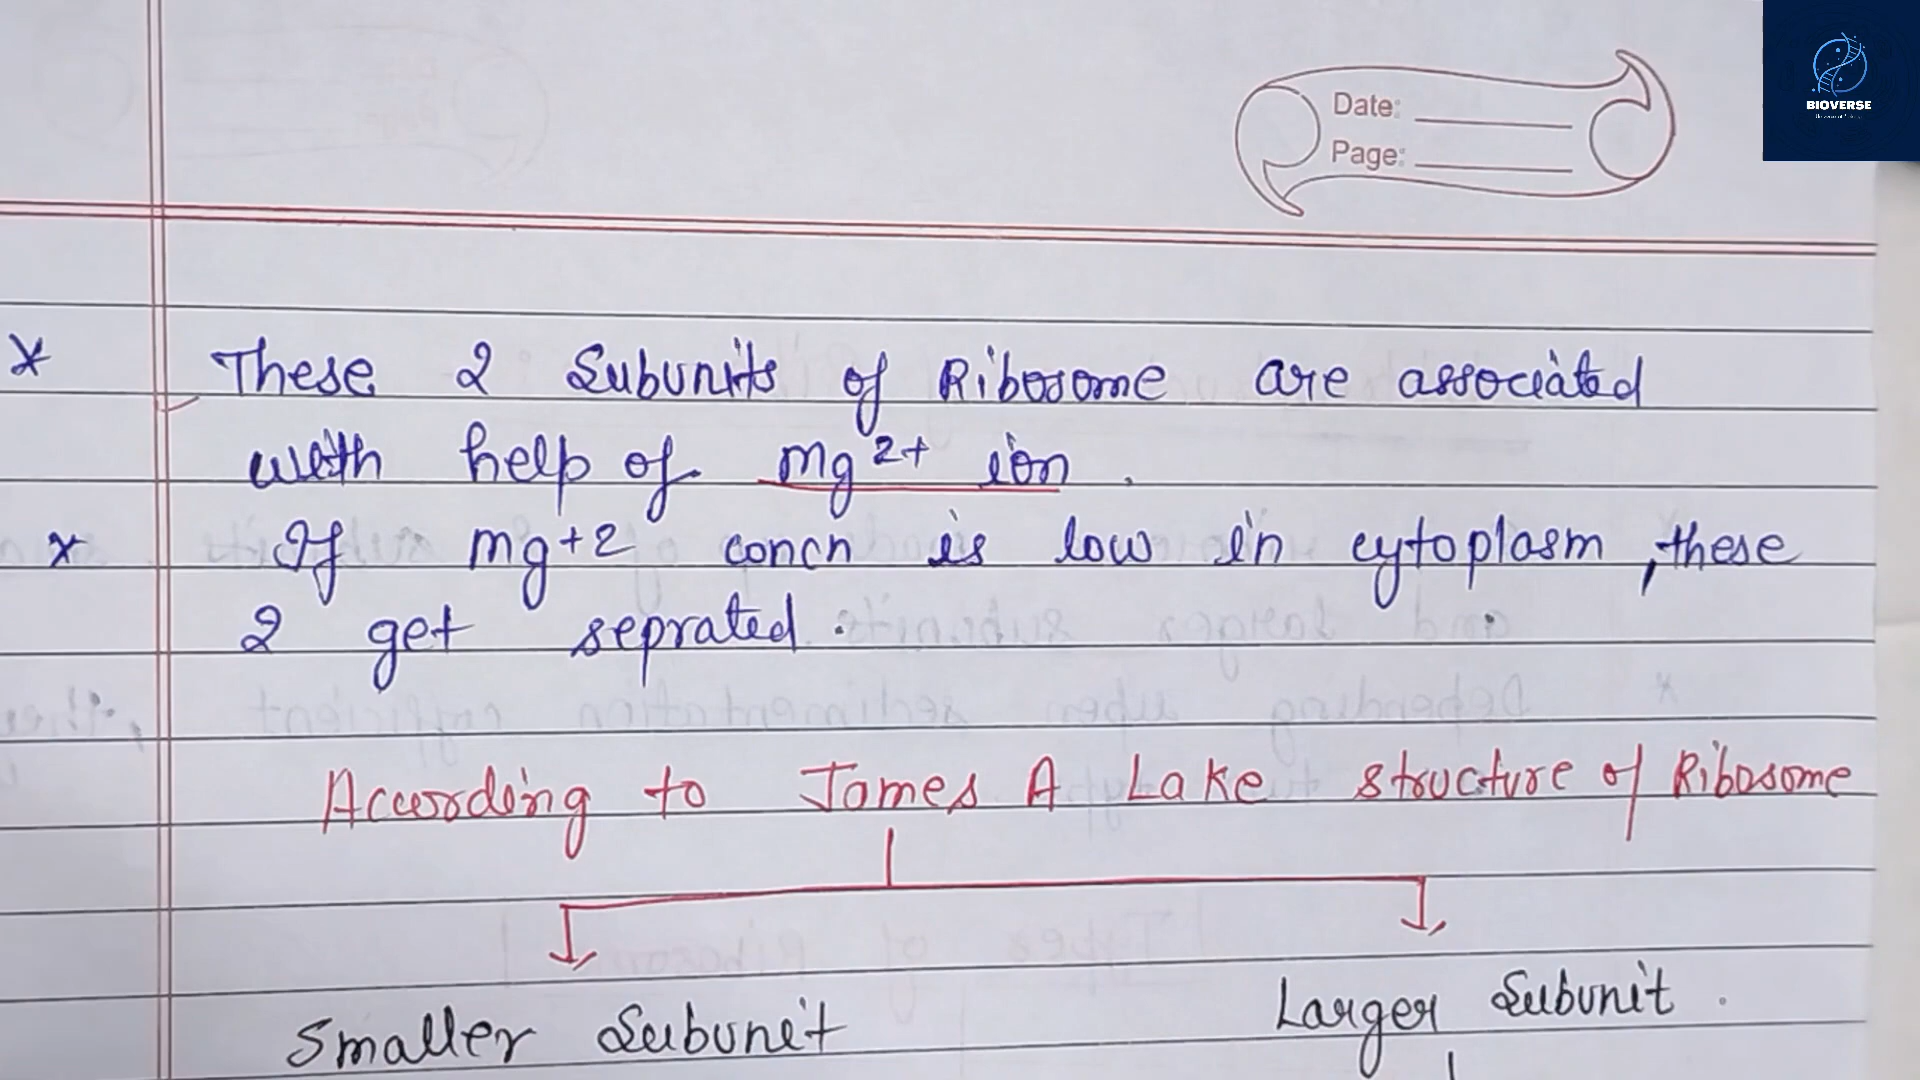 Date:
Page:
BIOVERSE
* These 2 Subunits of Ribosome are associated
with help of mg2+ ion .
* If mg+2 concn is low in cytoplasm , these
2 get seprated .
According to James A Lake structure of Ribosome
Smaller Subunit
Larger Subunit .